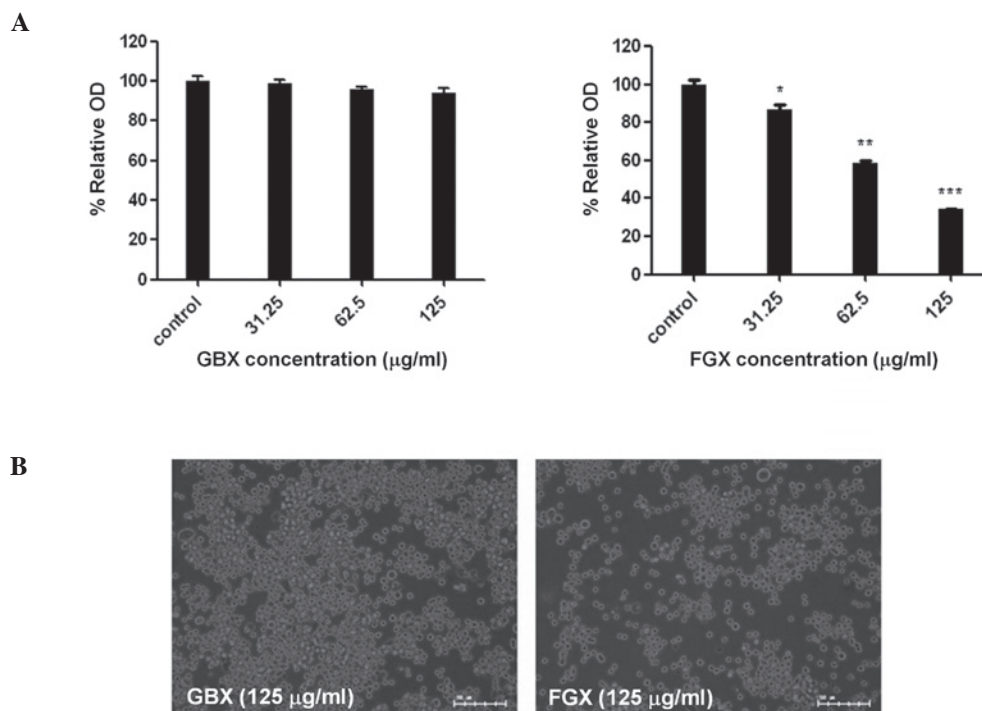 A
120
100
80
60
40
20
0
% Relative OD
control
31.25
62.5
125
GBX concentration (μg/ml)
120
100
80
60
40
20
0
% Relative OD
*
**
***
control
31.25
62.5
125
FGX concentration (μg/ml)
B
GBX (125 μg/ml)
FGX (125 μg/ml)